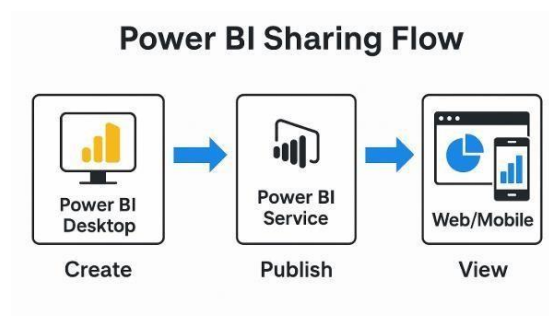 Power BI Sharing Flow
Power BI
Desktop
Power BI
Service
Web/Mobile
Create
Publish
View